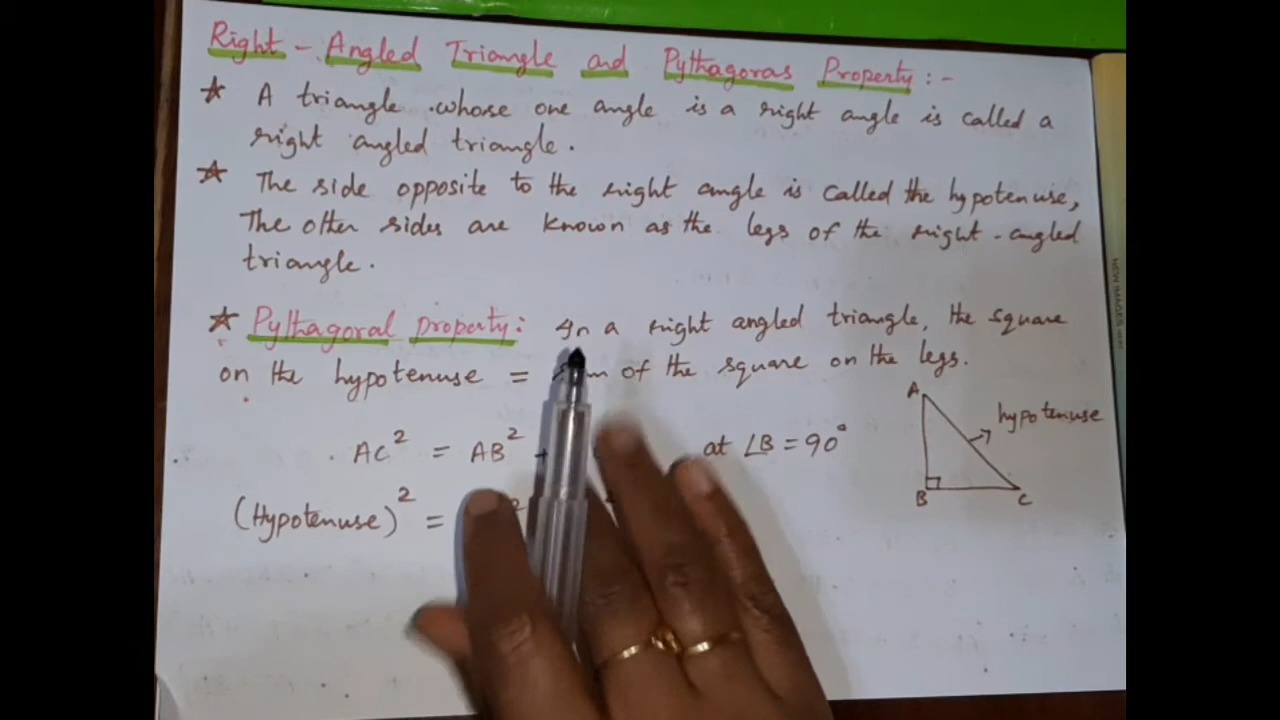 Right - Angled Triangle and Pythagoras Property :-
☆ A triangle whose one angle is a right angle is called a
right angled triangle.
☆ The side opposite to the right angle is called the hypotenuse,
The other sides are known as the legs of the right-angled
triangle.
☆ Pythagoral property: In a right angled triangle, the square
on the hypotenuse = of the square on the legs.
A
hypotenuse
AC² = AB² + at ∠B = 90°
B C
(Hypotenuse)² =